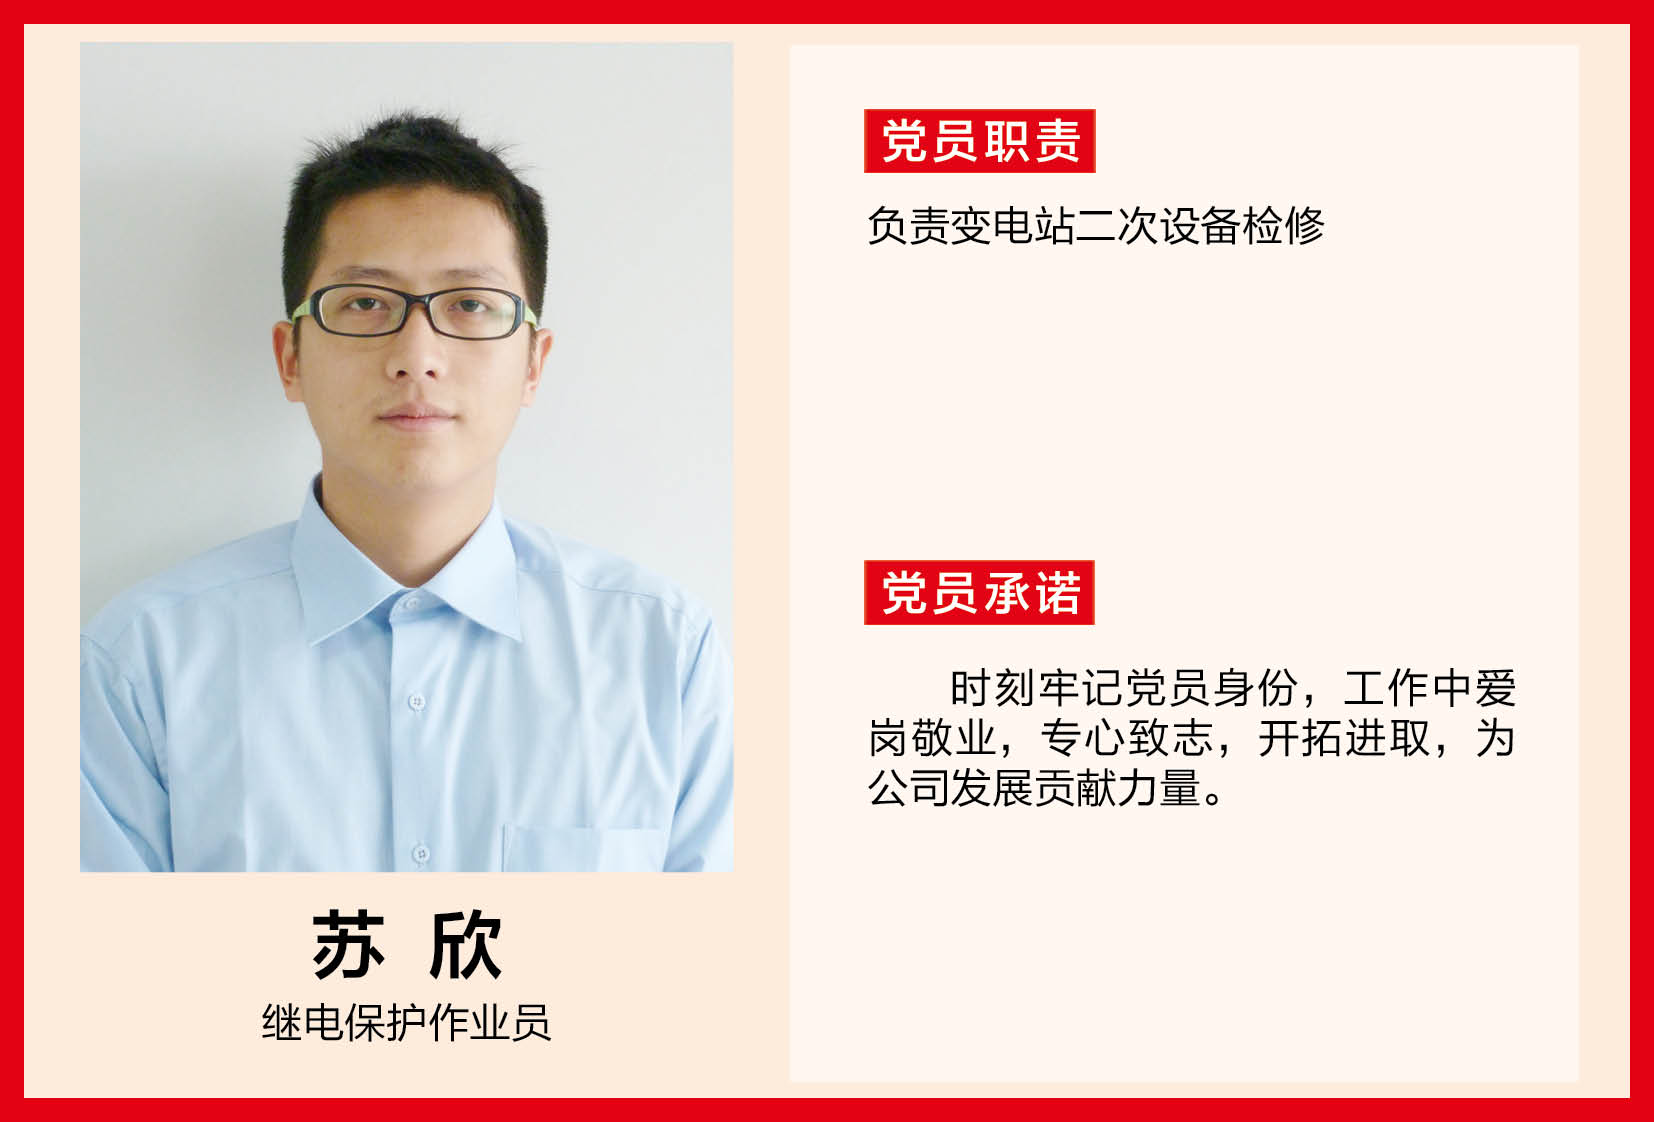 苏 欣
继电保护作业员
党员职责
负责变电站二次设备检修
党员承诺
时刻牢记党员身份，工作中爱
岗敬业，专心致志，开拓进取，为
公司发展贡献力量。